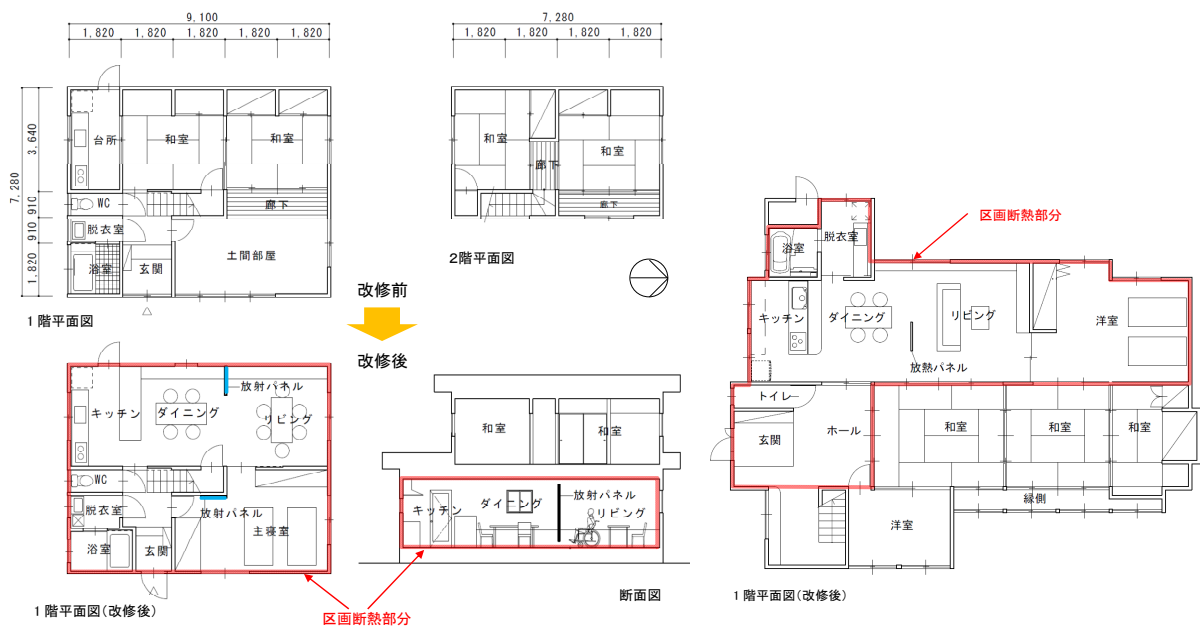 9,100
1,820 1,820 1,820 1,820 1,820
7,280
3,640
910
910
1,820
台所
和室
和室
WC
廊下
脱衣室
土間部屋
浴室
玄関
1階平面図
7,280
1,820 1,820 1,820 1,820
和室
和室
廊下
廊下
2階平面図
改修前
改修後
放射パネル
キッチン
ダイニング
リビング
WC
脱衣室
放射パネル
主寝室
浴室
玄関
1階平面図(改修後)
和室
和室
キッチン
ダイニング
放射パネル
リビング
断面図
区画断熱部分
区画断熱部分
浴室
脱衣室
キッチン
ダイニング
リビング
洋室
放熱パネル
トイレ
玄関
ホール
和室
和室
和室
縁側
洋室
1階平面図(改修後)